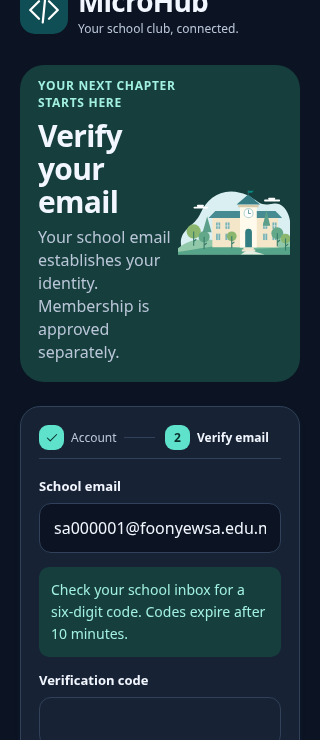 MicroHub
Your school club, connected.
YOUR NEXT CHAPTER
STARTS HERE
Verify
your
email
Your school email
establishes your
identity.
Membership is
approved
separately.
Account
2 Verify email
School email
sa000001@foonyewsa.edu.m
Check your school inbox for a
six-digit code. Codes expire after
10 minutes.
Verification code